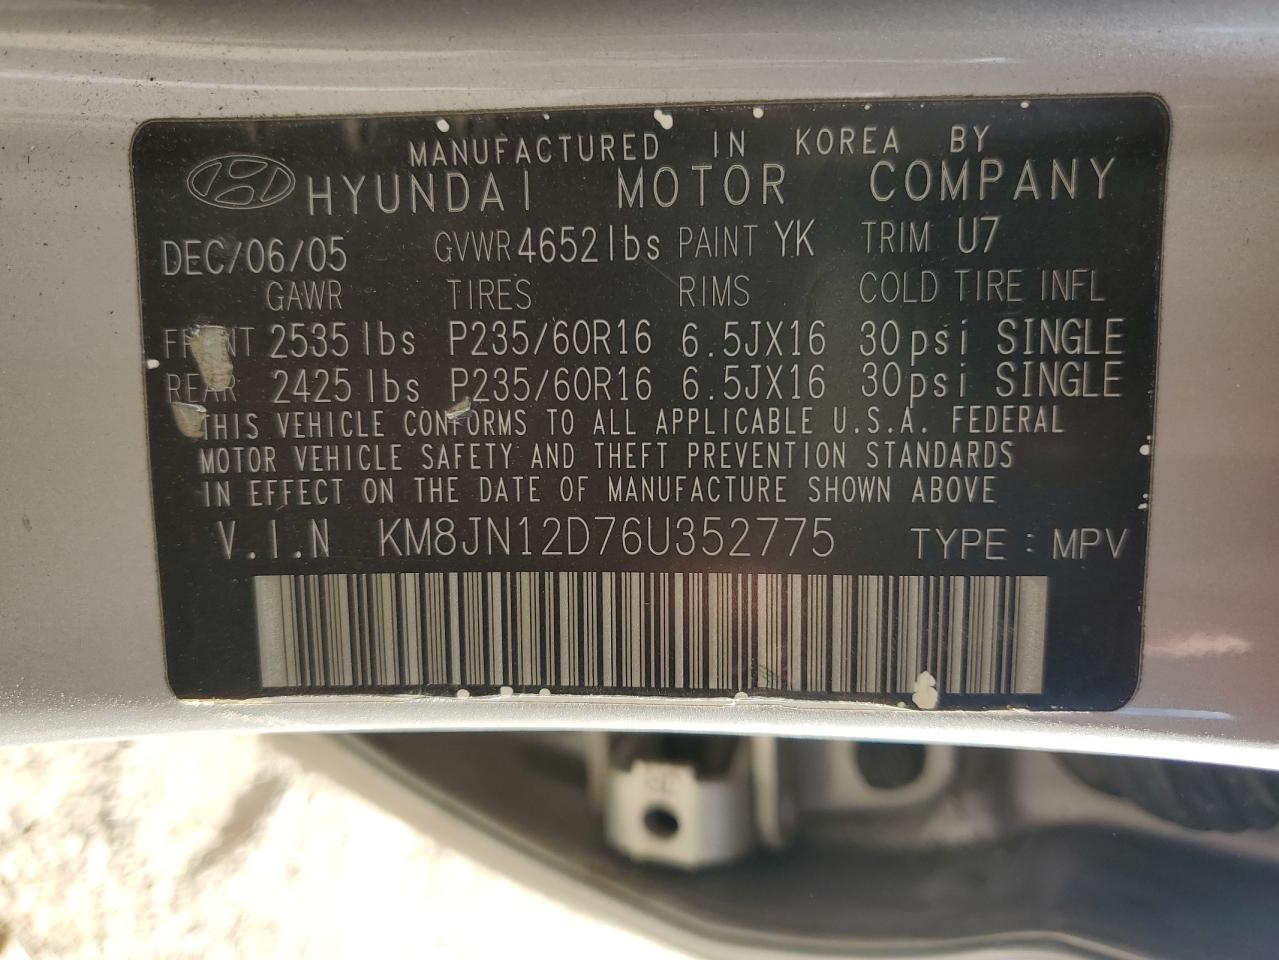 MANUFACTURED IN KOREA BY
HYUNDAI MOTOR COMPANY
DEC/06/05 GVWR 4652lbs PAINT YK TRIM U7
GAWR TIRES RIMS COLD TIRE INFL
FRONT 2535lbs P235/60R16 6.5JX16 30psi SINGLE
REAR 2425lbs P235/60R16 6.5JX16 30psi SINGLE
THIS VEHICLE CONFORMS TO ALL APPLICABLE U.S.A. FEDERAL
MOTOR VEHICLE SAFETY AND THEFT PREVENTION STANDARDS
IN EFFECT ON THE DATE OF MANUFACTURE SHOWN ABOVE
V.I.N KM8JN12D76U352775 TYPE : MPV